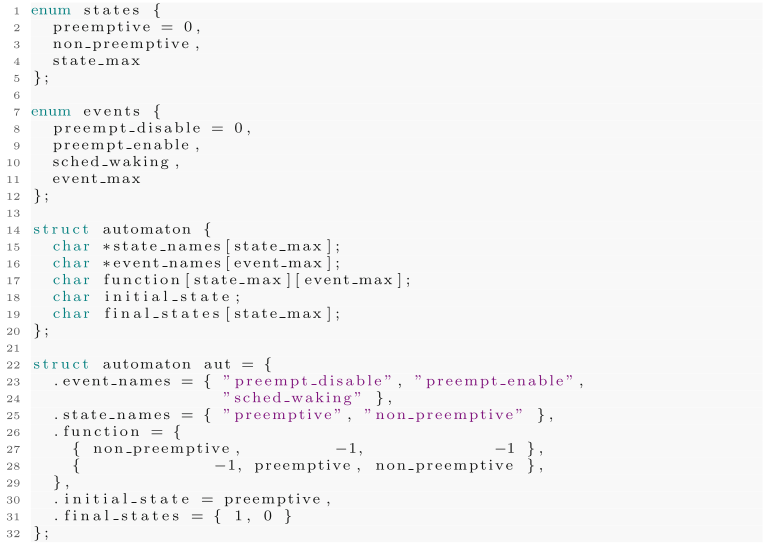 1 enum states {
2   preemptive = 0,
3   non_preemptive,
4   state_max
5 };
6
7 enum events {
8   preempt_disable = 0,
9   preempt_enable,
10   sched_waking,
11   event_max
12 };
13
14 struct automaton {
15   char *state_names[state_max];
16   char *event_names[event_max];
17   char function[state_max][event_max];
18   char initial_state;
19   char final_states[state_max];
20 };
21
22 struct automaton aut = {
23   .event_names = { "preempt_disable", "preempt_enable",
24                    "sched_waking" },
25   .state_names = { "preemptive", "non_preemptive" },
26   .function = {
27     { non_preemptive,         -1,             -1 },
28     {             -1, preemptive, non_preemptive },
29   },
30   .initial_state = preemptive,
31   .final_states = { 1, 0 }
32 };